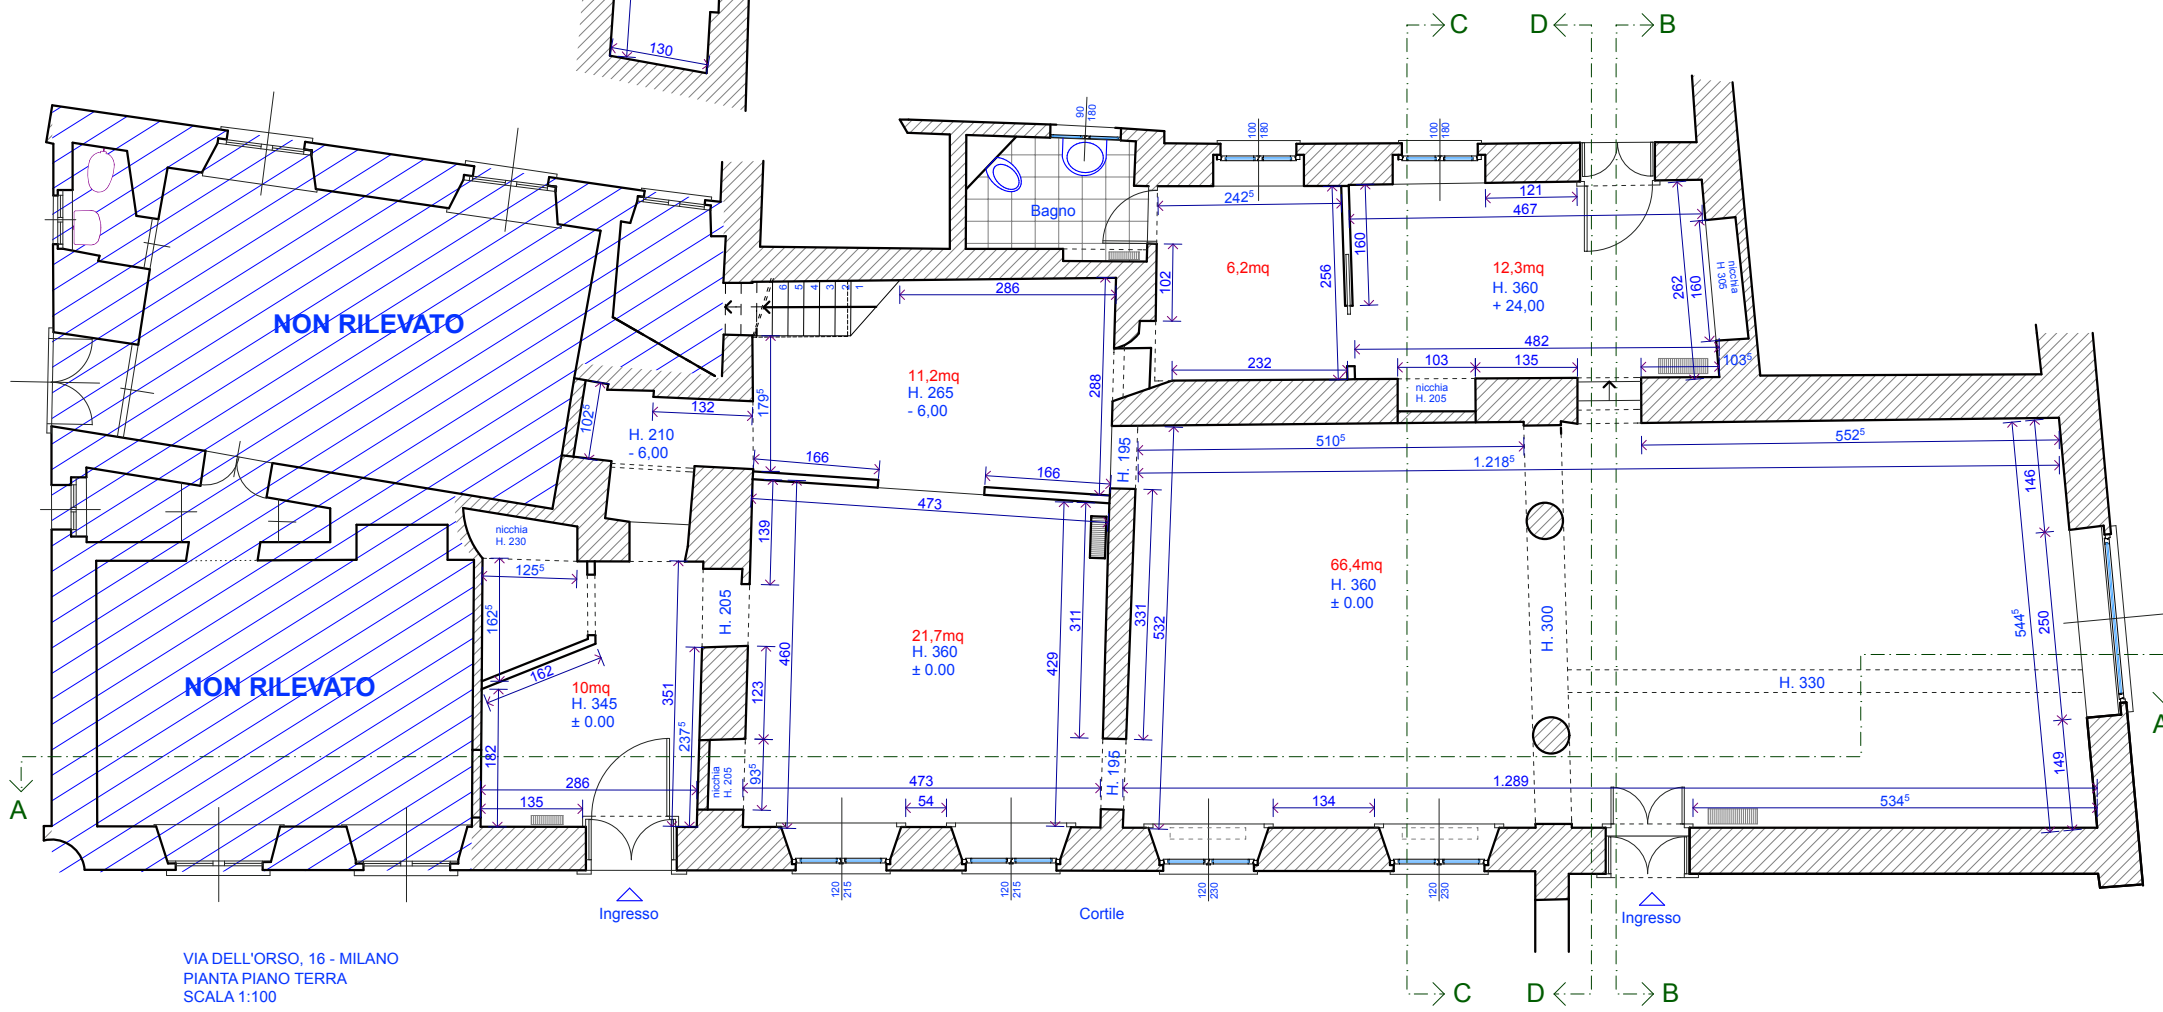 130
C
D
B
90
180
100
180
100
180
Bagno
242⁵
121
467
160
102
256
6,2mq
12,3mq
H. 360
+ 24,00
262
160
nicchia
H. 306
NON RILEVATO
6 5 4 3 2 1
286
232
482
103
135
103⁵
nicchia
H. 205
11,2mq
H. 265
- 6,00
288
179⁵
132
102⁵
H. 210
- 6,00
166
166
473
H. 195
510⁵
552⁵
1.218⁵
146
nicchia
H. 230
139
125⁵
162⁵
162
H. 205
351
460
311
429
331
532
66,4mq
H. 360
± 0.00
H. 300
544⁵
250
21,7mq
H. 360
± 0.00
NON RILEVATO
10mq
H. 345
± 0.00
123
237⁵
182
H. 330
A
149
A
286
135
nicchia
H. 205
93⁵
473
54
H. 195
1.289
134
534⁵
120
215
120
215
120
230
120
230
Ingresso
Cortile
Ingresso
VIA DELL'ORSO, 16 - MILANO
PIANTA PIANO TERRA
SCALA 1:100
C
D
B